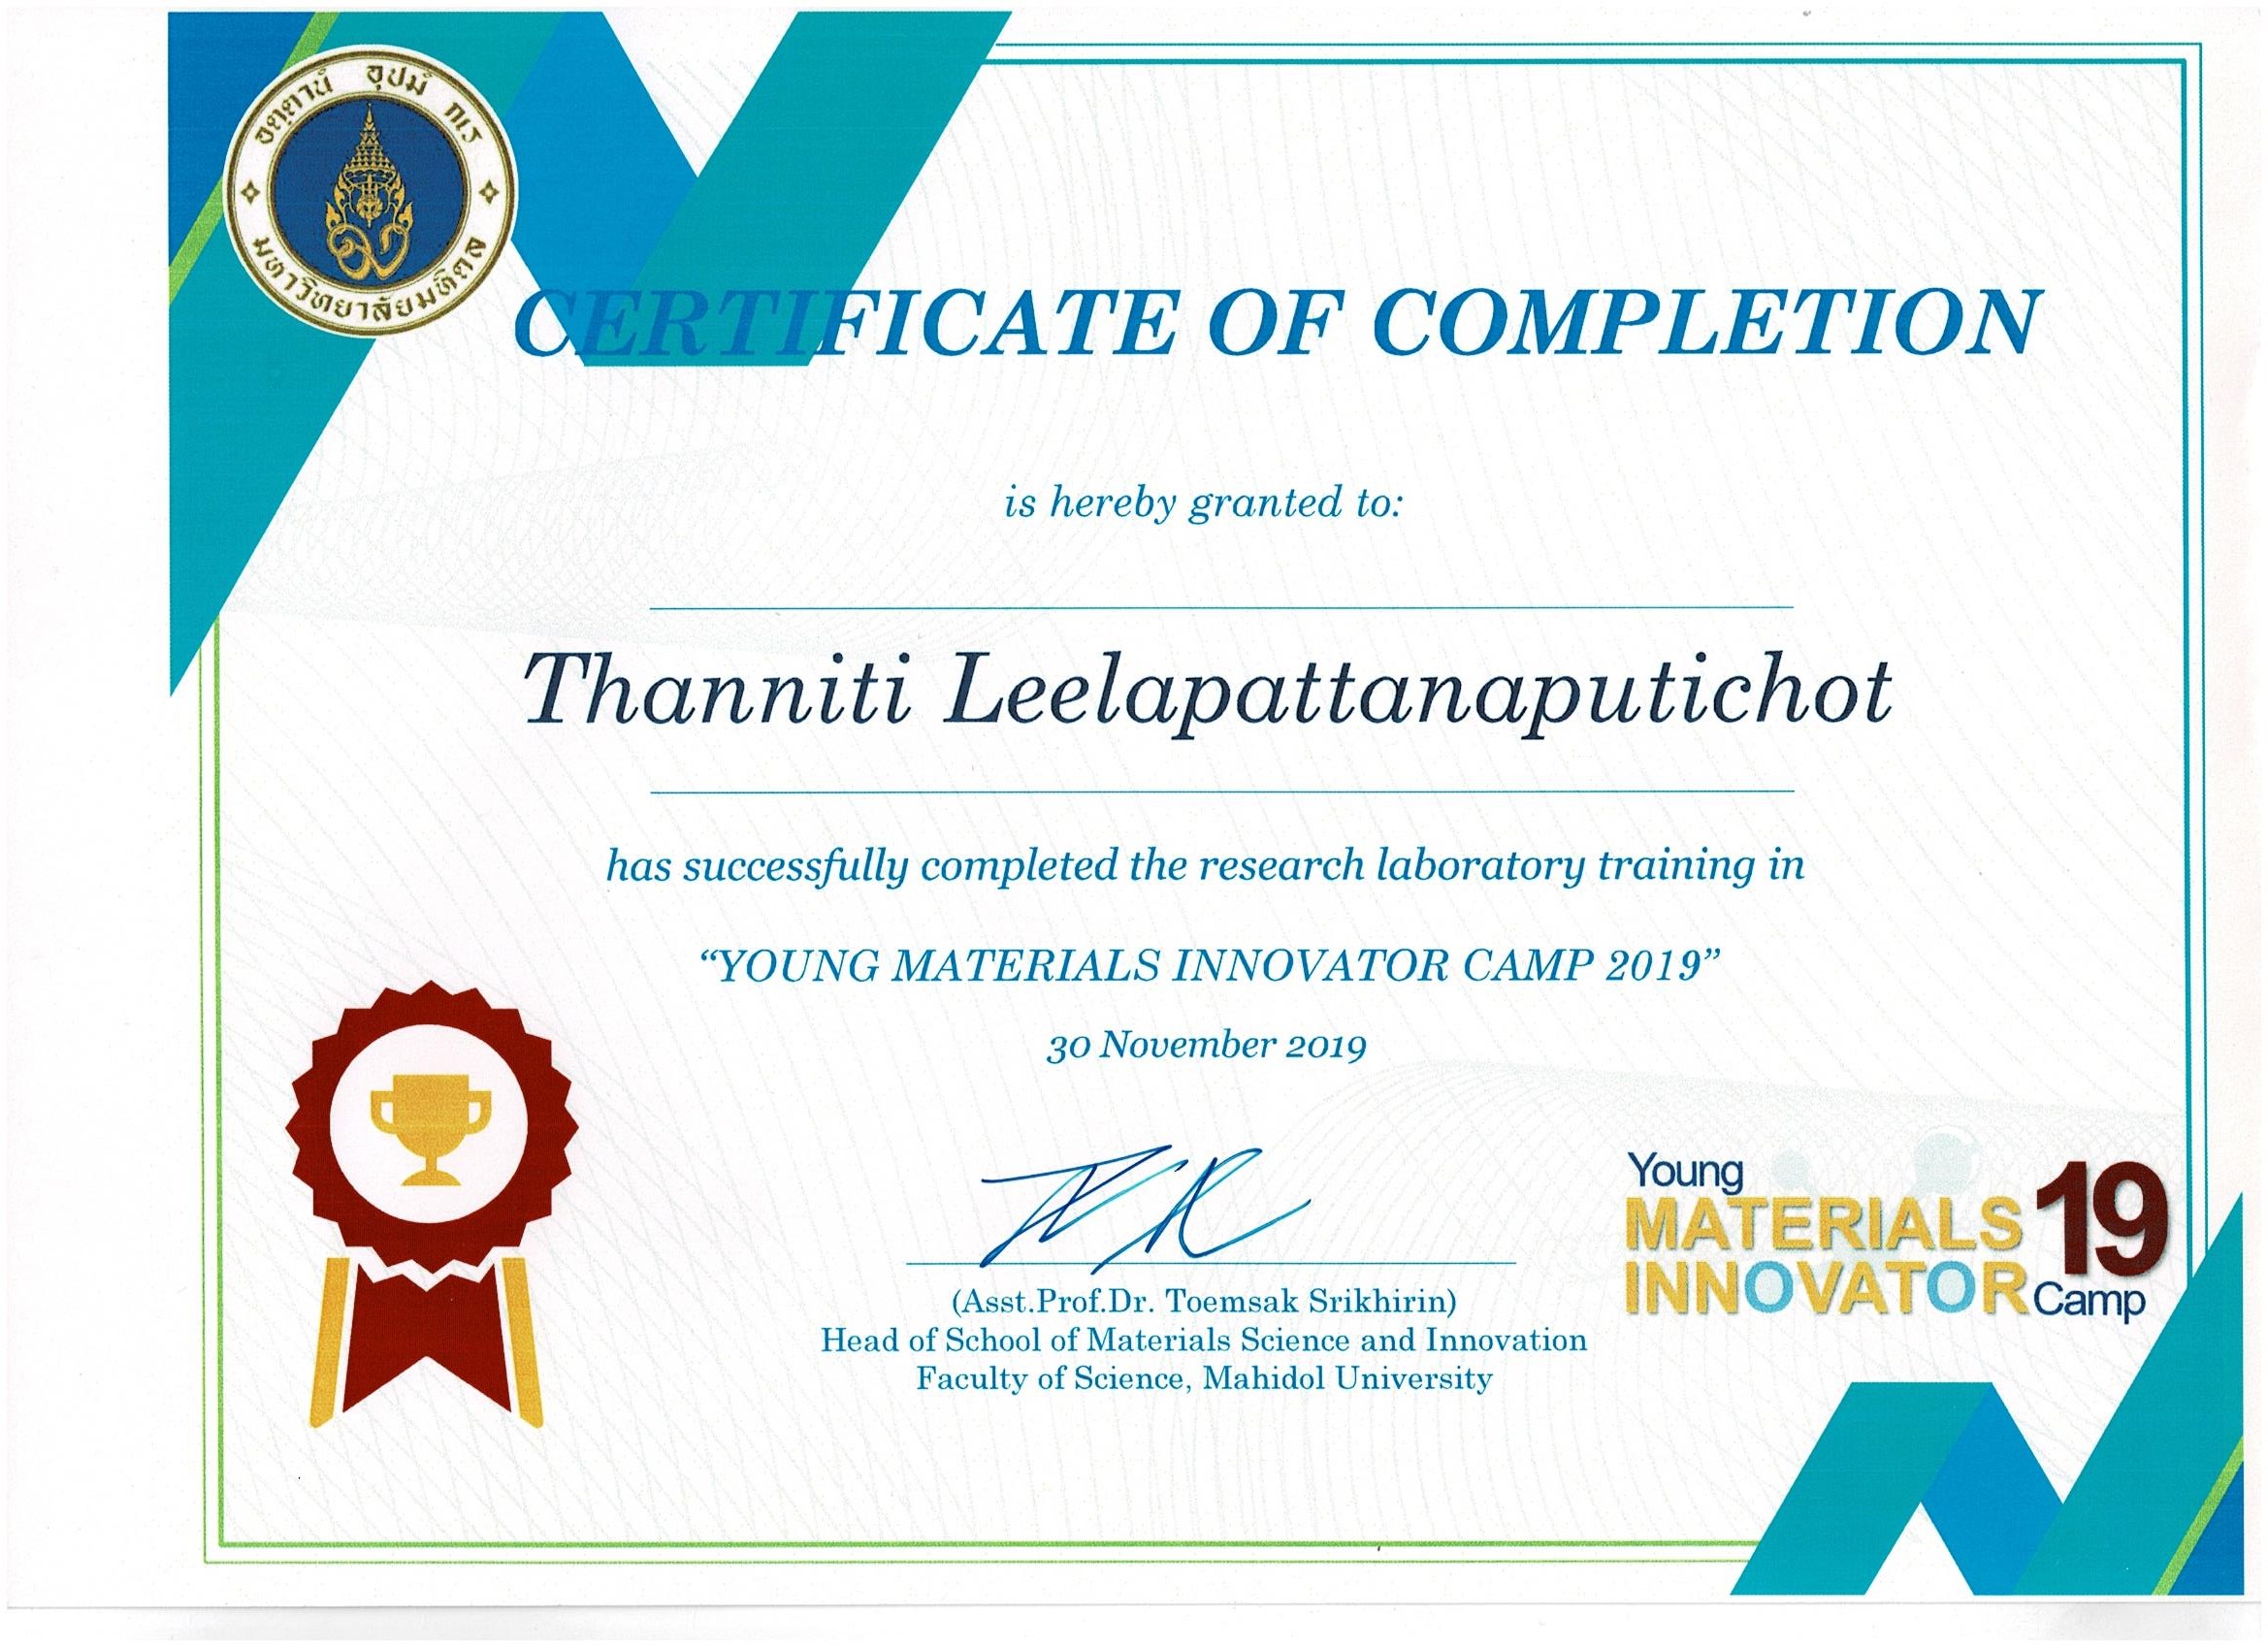 อตฺตานํ อุปมํ กเร
มหาวิทยาลัยมหิดล
CERTIFICATE OF COMPLETION
is hereby granted to:
Thanniti Leelapattanaputichot
has successfully completed the research laboratory training in
“YOUNG MATERIALS INNOVATOR CAMP 2019”
30 November 2019
(Asst.Prof.Dr. Toemsak Srikhirin)
Head of School of Materials Science and Innovation
Faculty of Science, Mahidol University
Young
MATERIALS 19
INNOVATOR Camp